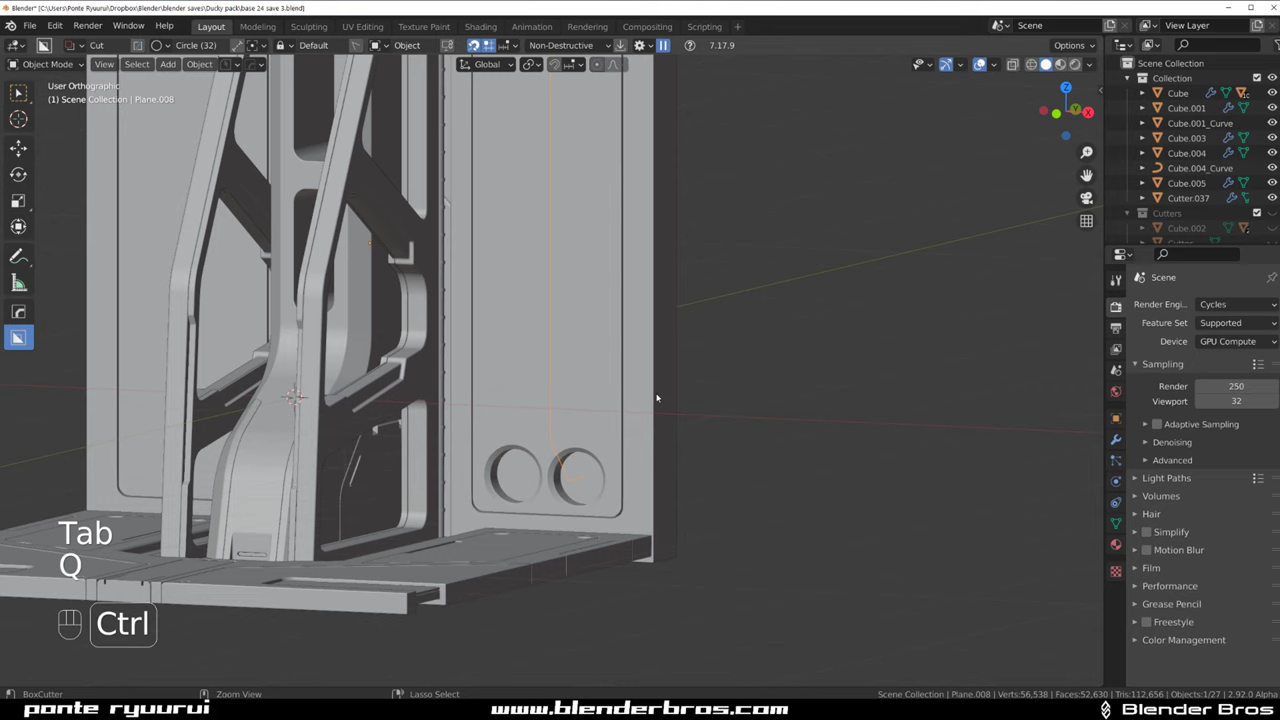 Blender* [C:\Users\Ponte Ryuurui\Dropbox\Blender\blender saves\Ducky pack\base 24 save 3.blend]
File Edit Render Window Help Layout Modeling Sculpting UV Editing Texture Paint Shading Animation Rendering Compositing Scripting + Scene View Layer
Cut Circle (32) Default Object Non-Destructive 7.17.9 Options
Object Mode View Select Add Object Global
User Orthographic
(1) Scene Collection | Plane.008
Z
Y
X
Scene Collection
Collection
Cube
Cube.001
Cube.001_Curve
Cube.003
Cube.004
Cube.004_Curve
Cube.005
Cutter.037
Cutters
Cube.002
Cutter
Scene
Render Engi... Cycles
Feature Set Supported
Device GPU Compute
Sampling
Render 250
Viewport 32
Adaptive Sampling
Denoising
Advanced
Light Paths
Volumes
Hair
Simplify
Motion Blur
Film
Performance
Grease Pencil
Freestyle
Color Management
Tab
Q
Ctrl
BoxCutter Zoom View Lasso Select Scene Collection | Plane.008 Verts:56,538 Faces:52,630 Tris:112,656 Objects:1/27 2.92.0 Alpha
ponte ryuurui www.blenderbros.com Blender Bros